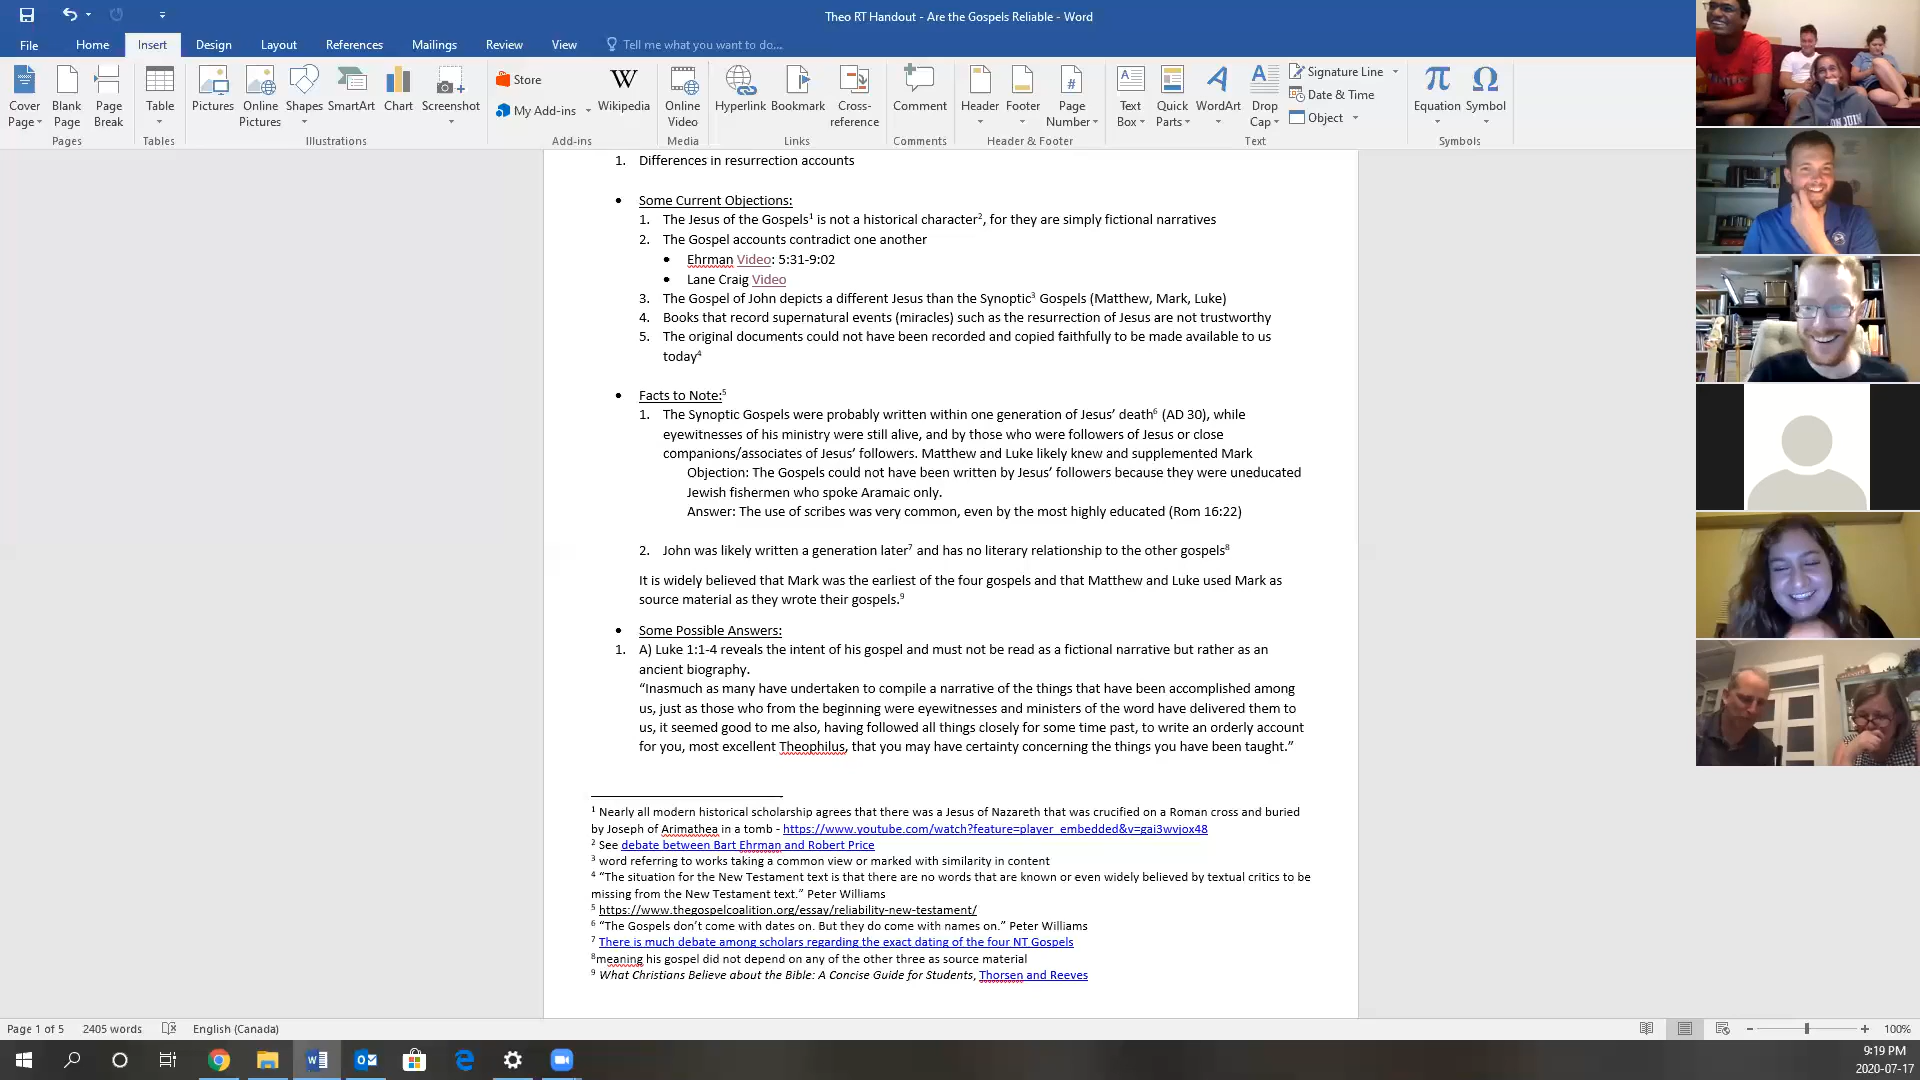 Theo RT Handout - Are the Gospels Reliable - Word
File Home Insert Design Layout References Mailings Review View Tell me what you want to do...
Cover Page Blank Page Page Break Table Pictures Online Pictures Shapes SmartArt Chart Screenshot Store My Add-ins Wikipedia Online Video Hyperlink Bookmark Cross-reference Comment Header Footer Page Number Text Box Quick Parts WordArt Drop Cap Signature Line Date & Time Object Equation Symbol
Pages Tables Illustrations Add-ins Media Links Comments Header & Footer Text Symbols
1. Differences in resurrection accounts
• Some Current Objections:
1. The Jesus of the Gospels1 is not a historical character2, for they are simply fictional narratives
2. The Gospel accounts contradict one another
• Ehrman Video: 5:31-9:02
• Lane Craig Video
3. The Gospel of John depicts a different Jesus than the Synoptic3 Gospels (Matthew, Mark, Luke)
4. Books that record supernatural events (miracles) such as the resurrection of Jesus are not trustworthy
5. The original documents could not have been recorded and copied faithfully to be made available to us
today4
• Facts to Note:5
1. The Synoptic Gospels were probably written within one generation of Jesus’ death6 (AD 30), while
eyewitnesses of his ministry were still alive, and by those who were followers of Jesus or close
companions/associates of Jesus’ followers. Matthew and Luke likely knew and supplemented Mark
Objection: The Gospels could not have been written by Jesus’ followers because they were uneducated
Jewish fishermen who spoke Aramaic only.
Answer: The use of scribes was very common, even by the most highly educated (Rom 16:22)
2. John was likely written a generation later7 and has no literary relationship to the other gospels8
It is widely believed that Mark was the earliest of the four gospels and that Matthew and Luke used Mark as
source material as they wrote their gospels.9
• Some Possible Answers:
1. A) Luke 1:1-4 reveals the intent of his gospel and must not be read as a fictional narrative but rather as an
ancient biography.
“Inasmuch as many have undertaken to compile a narrative of the things that have been accomplished among
us, just as those who from the beginning were eyewitnesses and ministers of the word have delivered them to
us, it seemed good to me also, having followed all things closely for some time past, to write an orderly account
for you, most excellent Theophilus, that you may have certainty concerning the things you have been taught.”
1 Nearly all modern historical scholarship agrees that there was a Jesus of Nazareth that was crucified on a Roman cross and buried
by Joseph of Arimathea in a tomb - https://www.youtube.com/watch?feature=player_embedded&v=gai3wvjox48
2 See debate between Bart Ehrman and Robert Price
3 word referring to works taking a common view or marked with similarity in content
4 “The situation for the New Testament text is that there are no words that are known or even widely believed by textual critics to be
missing from the New Testament text.” Peter Williams
5 https://www.thegospelcoalition.org/essay/reliability-new-testament/
6 “The Gospels don’t come with dates on. But they do come with names on.” Peter Williams
7 There is much debate among scholars regarding the exact dating of the four NT Gospels
8meaning his gospel did not depend on any of the other three as source material
9 What Christians Believe about the Bible: A Concise Guide for Students, Thorsen and Reeves
Page 1 of 5 2405 words English (Canada) 100%
9:19 PM
2020-07-17